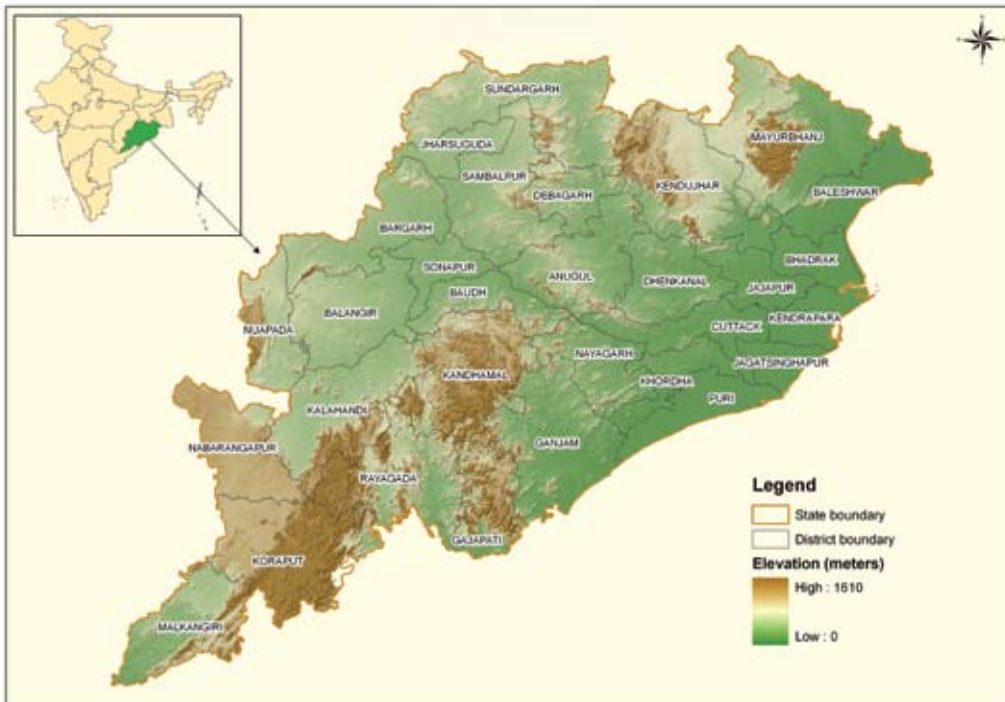 SUNDARGARH
MAYURBHANJ
JHARSUGUDA
SAMBALPUR
KENDUJHAR
DEBAGARH
BALESHWAR
BARGARH
BHADRAK
SONAPUR
ANUGUL
DHENKANAL
JAJAPUR
BAUDH
BALANGIR
KENDRAPARA
NUAPADA
CUTTACK
NAYAGARH
JAGATSINGHAPUR
KANDHAMAL
KHORDHA
PURI
KALAHANDI
GANJAM
NABARANGAPUR
RAYAGADA
GAJAPATI
KORAPUT
MALKANGIRI
Legend
State boundary
District boundary
Elevation (meters)
High : 1610
Low : 0